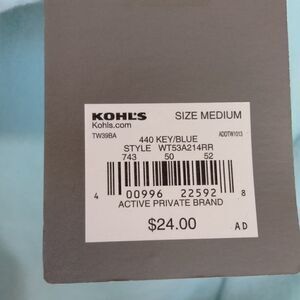 KOHL'S SIZE MEDIUM
Kohls.com
TW39BA ADDTW1013
440 KEY/BLUE
STYLE WT53A214RR
743 50 52
4 00996 22592 8
ACTIVE PRIVATE BRAND
$24.00 AD